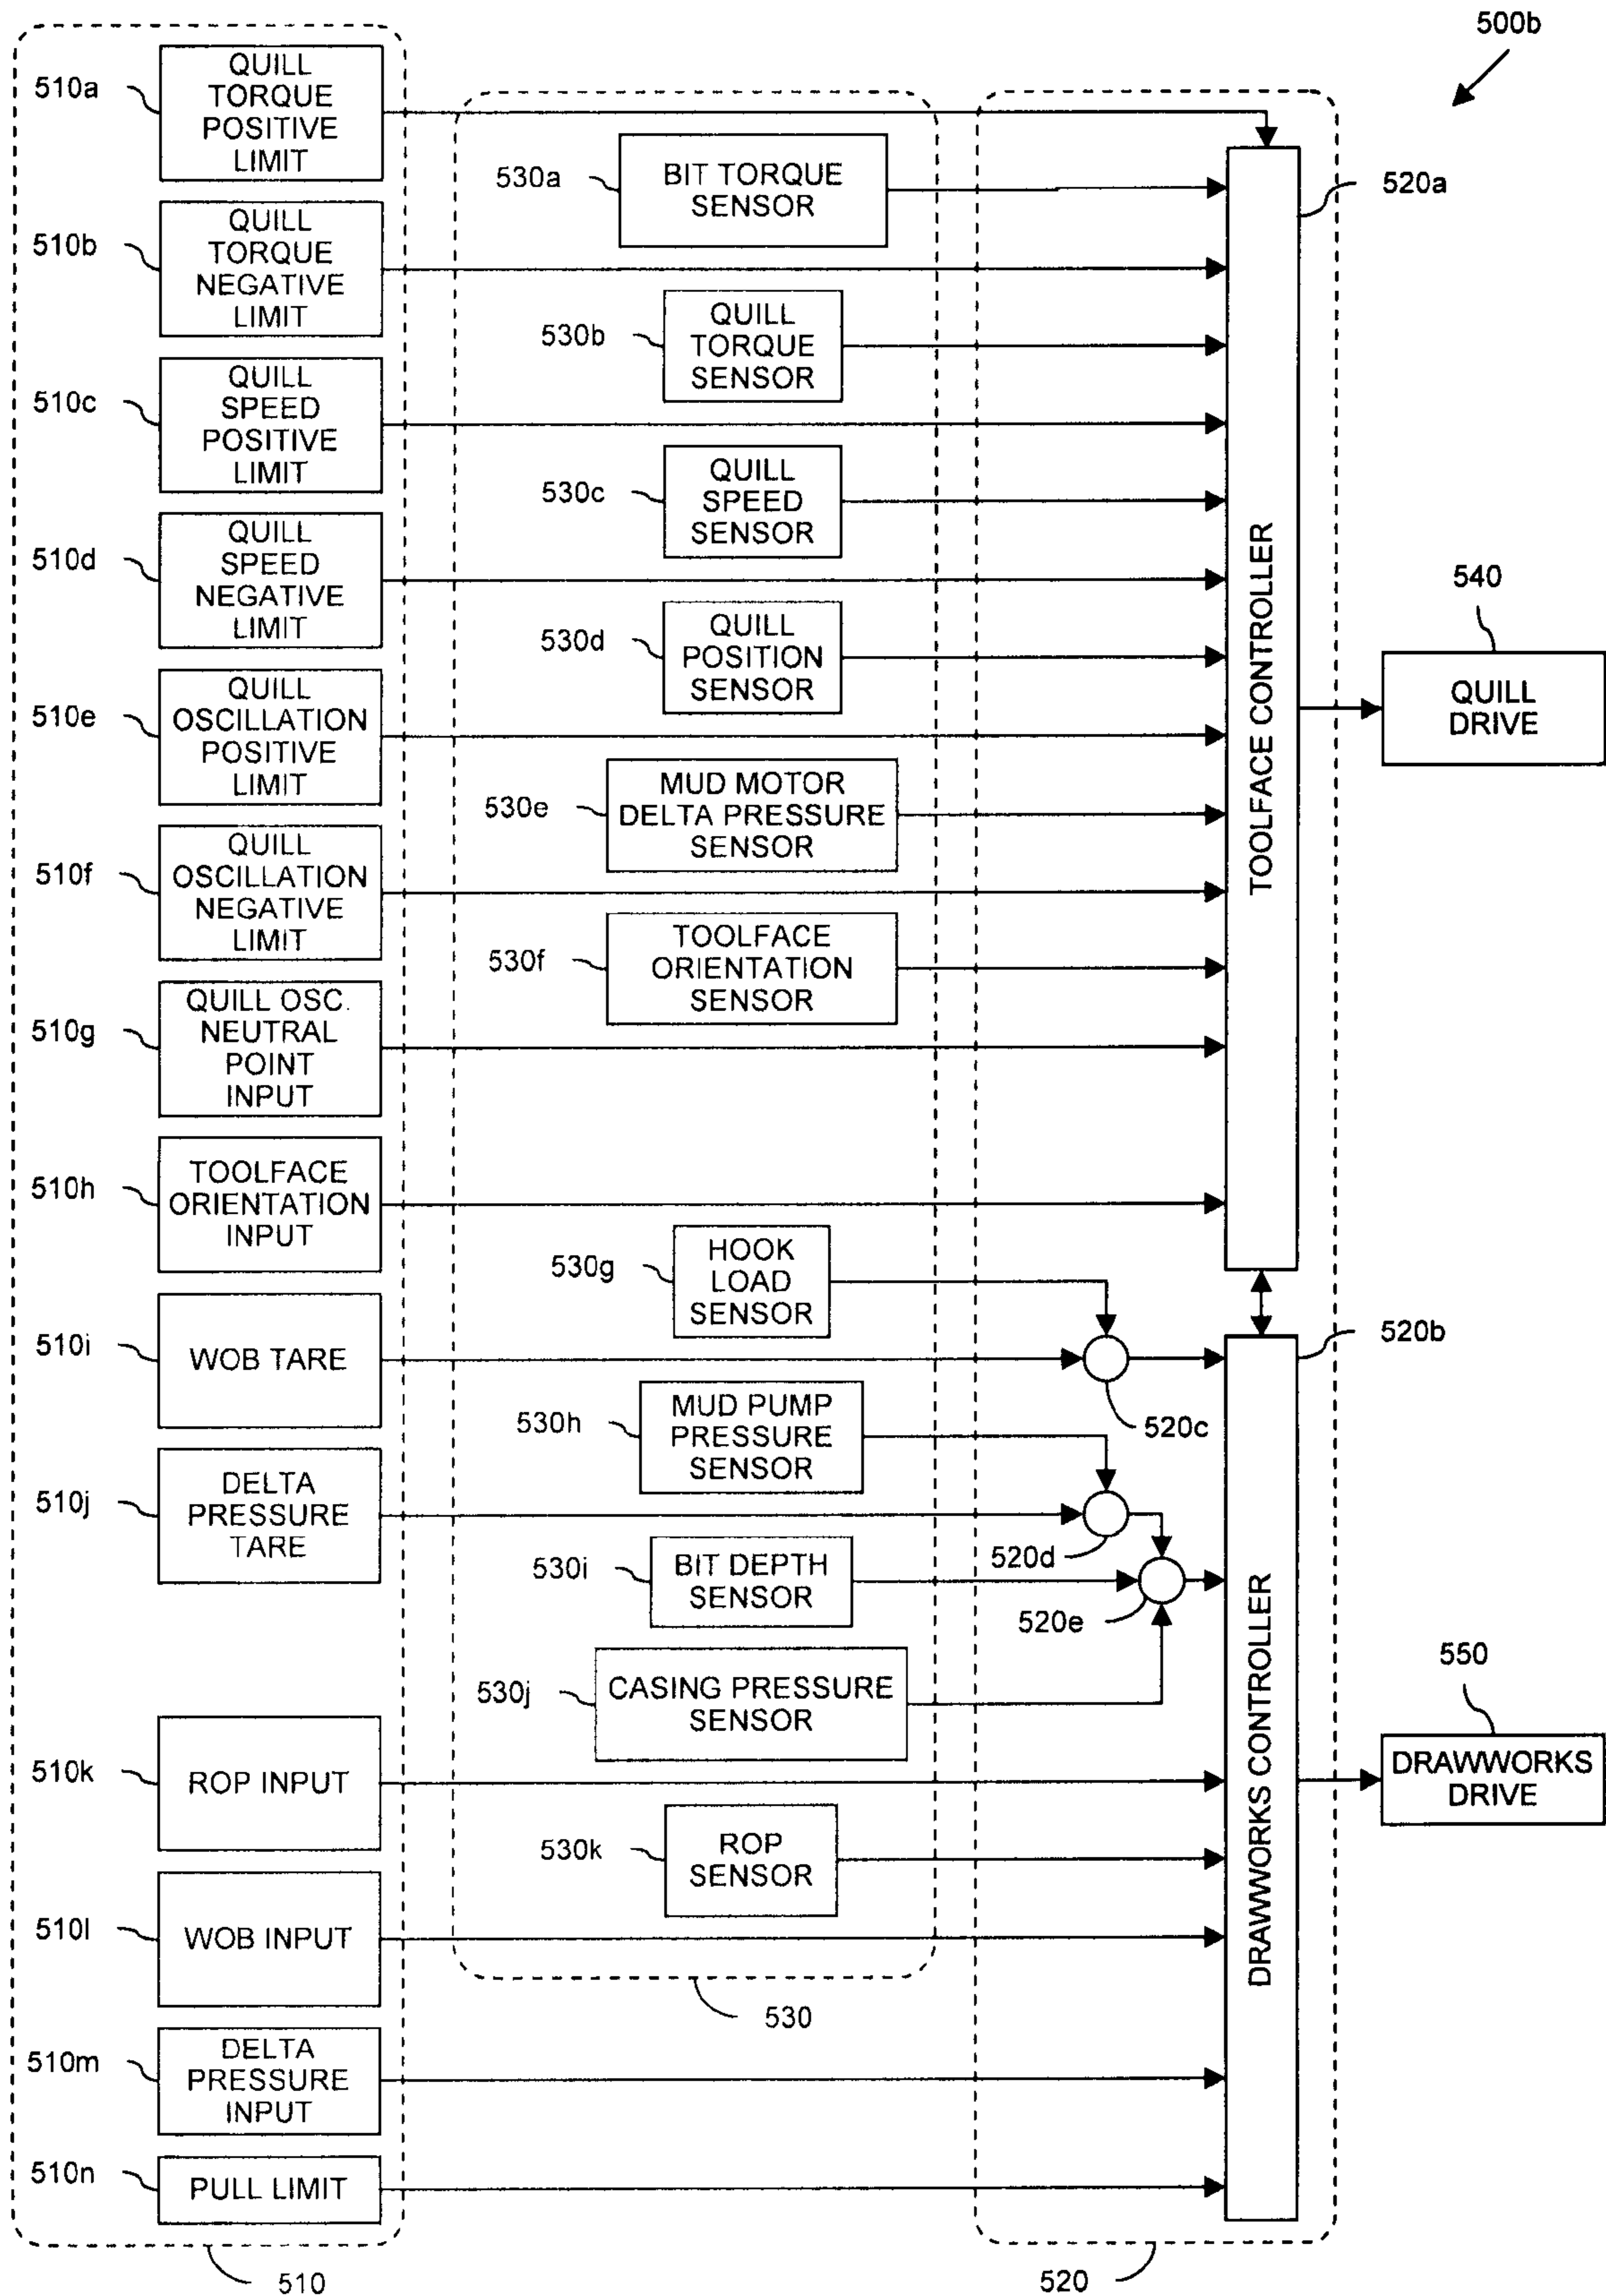 500b
510a
QUILL
TORQUE
POSITIVE
LIMIT
530a
BIT TORQUE
SENSOR
520a
510b
QUILL
TORQUE
NEGATIVE
LIMIT
530b
QUILL
TORQUE
SENSOR
510c
QUILL
SPEED
POSITIVE
LIMIT
530c
QUILL
SPEED
SENSOR
510d
QUILL
SPEED
NEGATIVE
LIMIT
530d
QUILL
POSITION
SENSOR
TOOLFACE CONTROLLER
540
QUILL
DRIVE
510e
QUILL
OSCILLATION
POSITIVE
LIMIT
530e
MUD MOTOR
DELTA PRESSURE
SENSOR
510f
QUILL
OSCILLATION
NEGATIVE
LIMIT
530f
TOOLFACE
ORIENTATION
SENSOR
510g
QUILL OSC.
NEUTRAL
POINT
INPUT
510h
TOOLFACE
ORIENTATION
INPUT
530g
HOOK
LOAD
SENSOR
510i
WOB TARE
520b
520c
530h
MUD PUMP
PRESSURE
SENSOR
510j
DELTA
PRESSURE
TARE
520d
530i
BIT DEPTH
SENSOR
520e
530j
CASING PRESSURE
SENSOR
DRAWWORKS CONTROLLER
550
DRAWWORKS
DRIVE
510k
ROP INPUT
530k
ROP
SENSOR
510l
WOB INPUT
530
510m
DELTA
PRESSURE
INPUT
510n
PULL LIMIT
510
520